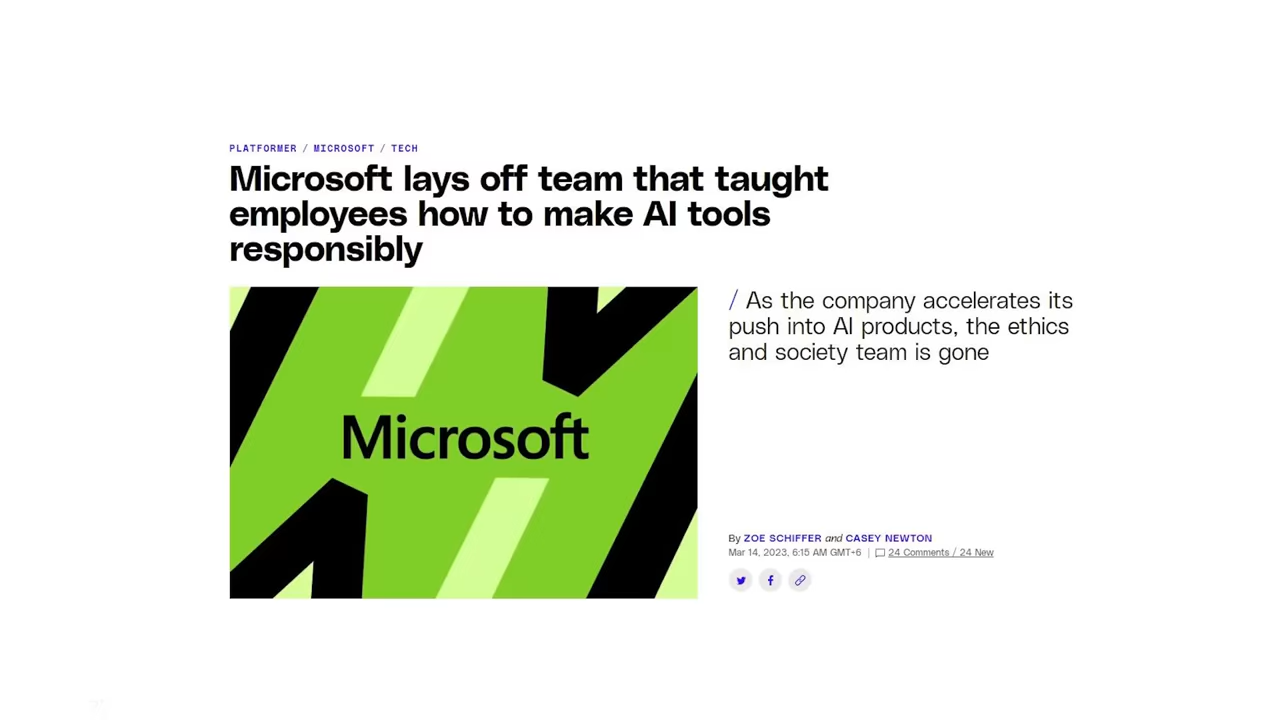 PLATFORMER / MICROSOFT / TECH
Microsoft lays off team that taught
employees how to make AI tools
responsibly
Microsoft
/ As the company accelerates its
push into AI products, the ethics
and society team is gone
By ZOE SCHIFFER and CASEY NEWTON
Mar 14, 2023, 6:15 AM GMT+6 | 24 Comments / 24 New